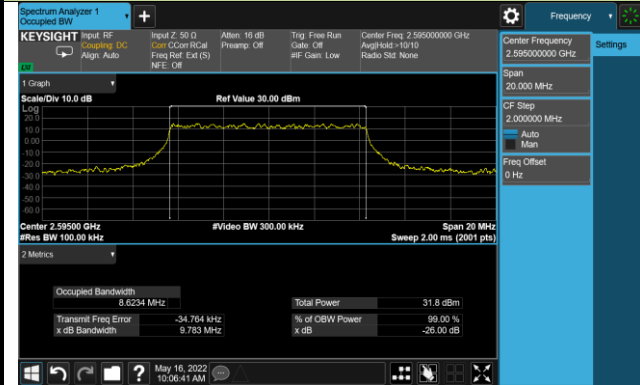 Spectrum Analyzer 1
Occupied BW
Frequency
KEYSIGHT Input: RF Input Z: 50 Ω Atten: 16 dB Trig: Free Run Center Freq: 2.595000000 GHz
Coupling: DC Corr CCorr RCal Preamp: Off Gate: Off Avg|Hold:>10/10
Align: Auto Freq Ref: Ext (S) #IF Gain: Low Radio Std: None
NFE: Off
Center Frequency
2.595000000 GHz
Settings
Span
20.000 MHz
CF Step
2.000000 MHz
Auto
Man
Freq Offset
0 Hz
1 Graph
Scale/Div 10.0 dB Ref Value 30.00 dBm
Log
20.0
10.0
0.00
-10.0
-20.0
-30.0
-40.0
-50.0
-60.0
Center 2.59500 GHz #Video BW 300.00 kHz Span 20 MHz
#Res BW 100.00 kHz Sweep 2.00 ms (2001 pts)
2 Metrics
Occupied Bandwidth
8.6234 MHz Total Power 31.8 dBm
Transmit Freq Error -34.764 kHz % of OBW Power 99.00 %
x dB Bandwidth 9.783 MHz x dB -26.00 dB
May 16, 2022
10:06:41 AM